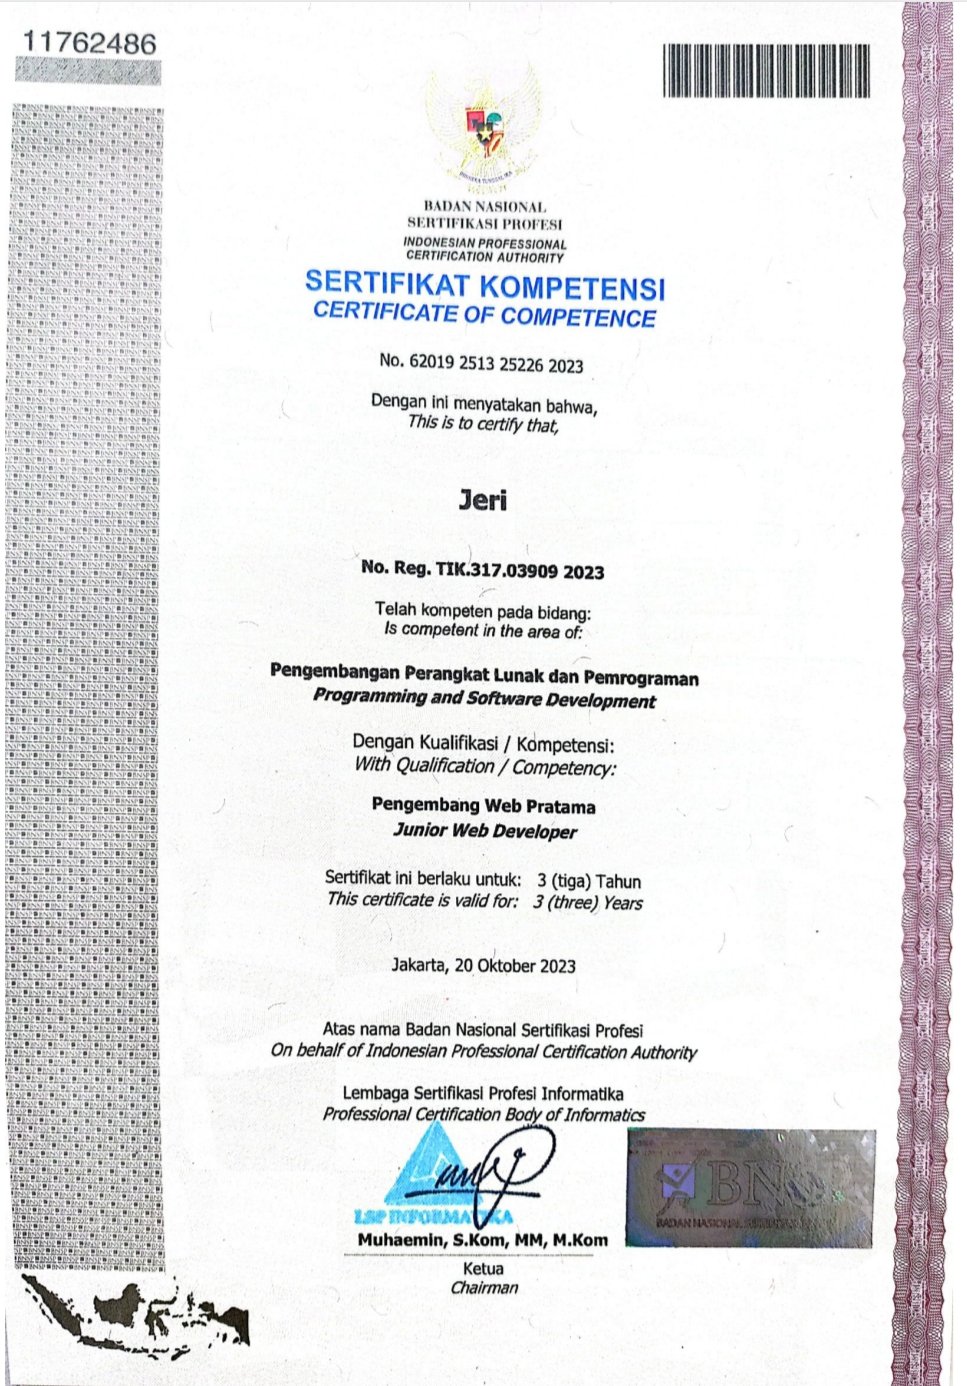 11762486
BADAN NASIONAL
SERTIFIKASI PROFESI
INDONESIAN PROFESSIONAL
CERTIFICATION AUTHORITY
SERTIFIKAT KOMPETENSI
CERTIFICATE OF COMPETENCE
No. 62019 2513 25226 2023
Dengan ini menyatakan bahwa,
This is to certify that,
Jeri
No. Reg. TIK.317.03909 2023
Telah kompeten pada bidang:
Is competent in the area of:
Pengembangan Perangkat Lunak dan Pemrograman
Programming and Software Development
Dengan Kualifikasi / Kompetensi:
With Qualification / Competency:
Pengembang Web Pratama
Junior Web Developer
Sertifikat ini berlaku untuk: 3 (tiga) Tahun
This certificate is valid for: 3 (three) Years
Jakarta, 20 Oktober 2023
Atas nama Badan Nasional Sertifikasi Profesi
On behalf of Indonesian Professional Certification Authority
Lembaga Sertifikasi Profesi Informatika
Professional Certification Body of Informatics
LSP INFORMATIKA
BADAN NASIONAL
Muhaemin, S.Kom, MM, M.Kom
Ketua
Chairman